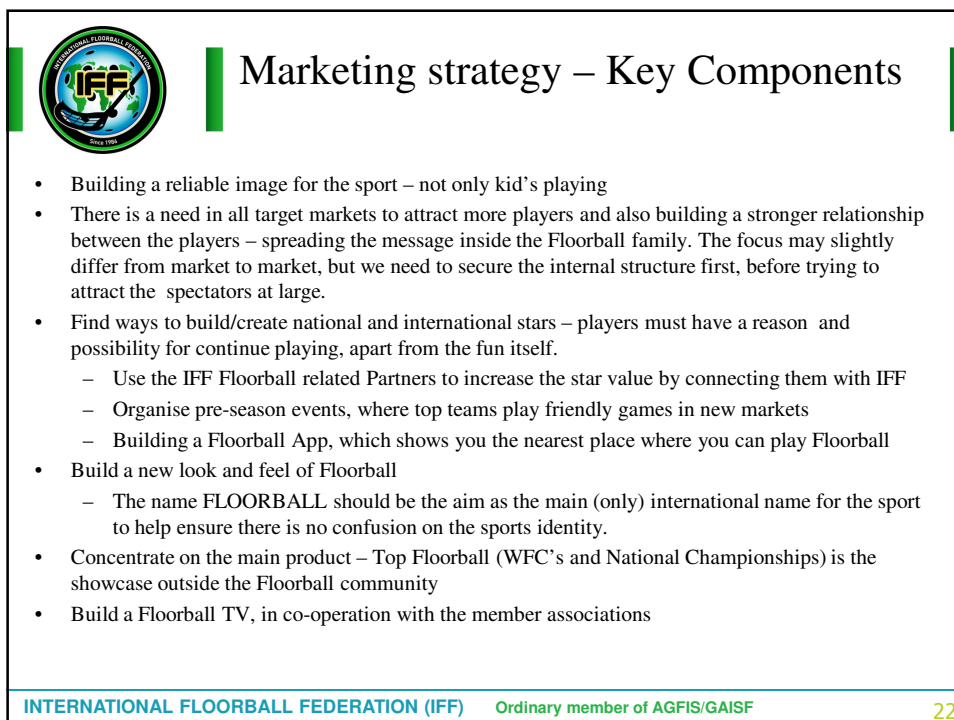 INTERNATIONAL FLOORBALL FEDERATION
IFF
Since 1986
Marketing strategy – Key Components
• Building a reliable image for the sport – not only kid's playing
• There is a need in all target markets to attract more players and also building a stronger relationship
between the players – spreading the message inside the Floorball family. The focus may slightly
differ from market to market, but we need to secure the internal structure first, before trying to
attract the spectators at large.
• Find ways to build/create national and international stars – players must have a reason and
possibility for continue playing, apart from the fun itself.
– Use the IFF Floorball related Partners to increase the star value by connecting them with IFF
– Organise pre-season events, where top teams play friendly games in new markets
– Building a Floorball App, which shows you the nearest place where you can play Floorball
• Build a new look and feel of Floorball
– The name FLOORBALL should be the aim as the main (only) international name for the sport
to help ensure there is no confusion on the sports identity.
• Concentrate on the main product – Top Floorball (WFC's and National Championships) is the
showcase outside the Floorball community
• Build a Floorball TV, in co-operation with the member associations
INTERNATIONAL FLOORBALL FEDERATION (IFF) Ordinary member of AGFIS/GAISF 22